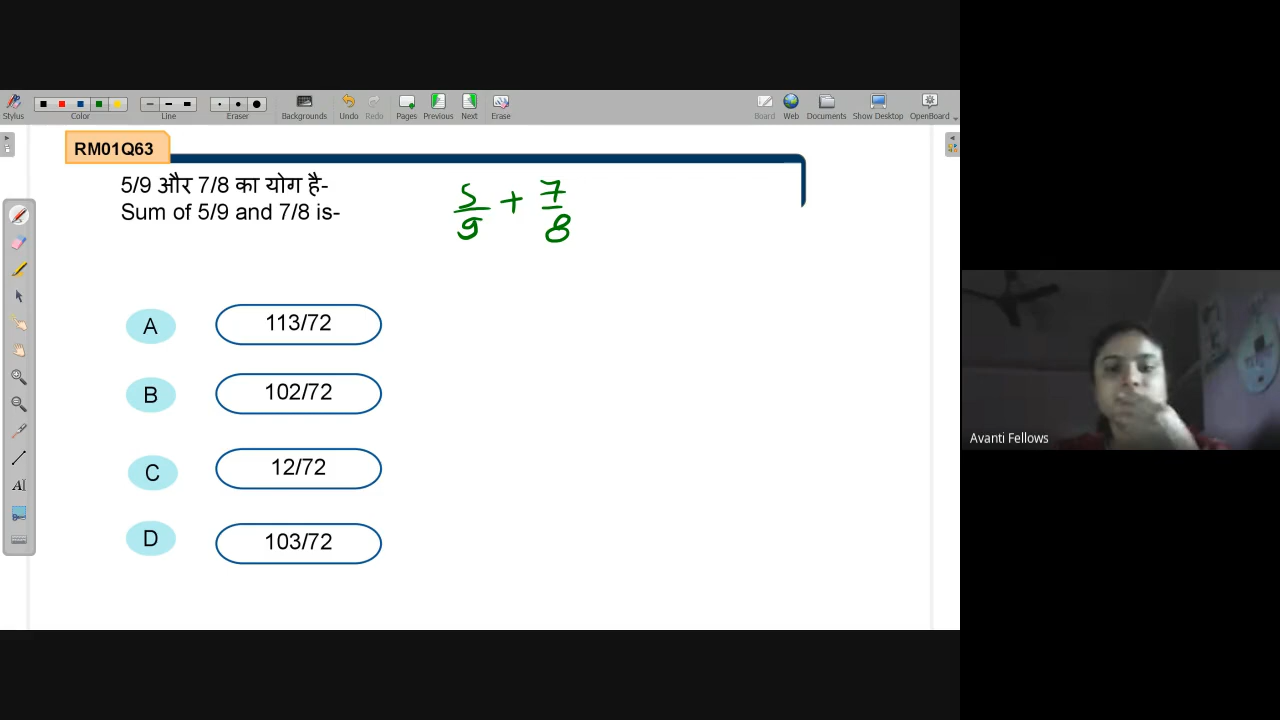 Stylus
Color
Line
Eraser
Backgrounds
Undo
Redo
Pages
Previous
Next
Erase
Board
Web
Documents
Show Desktop
OpenBoard
RM01Q63
5/9 और 7/8 का योग है-
Sum of 5/9 and 7/8 is-
5/9 + 7/8
A 113/72
B 102/72
C 12/72
D 103/72
Avanti Fellows